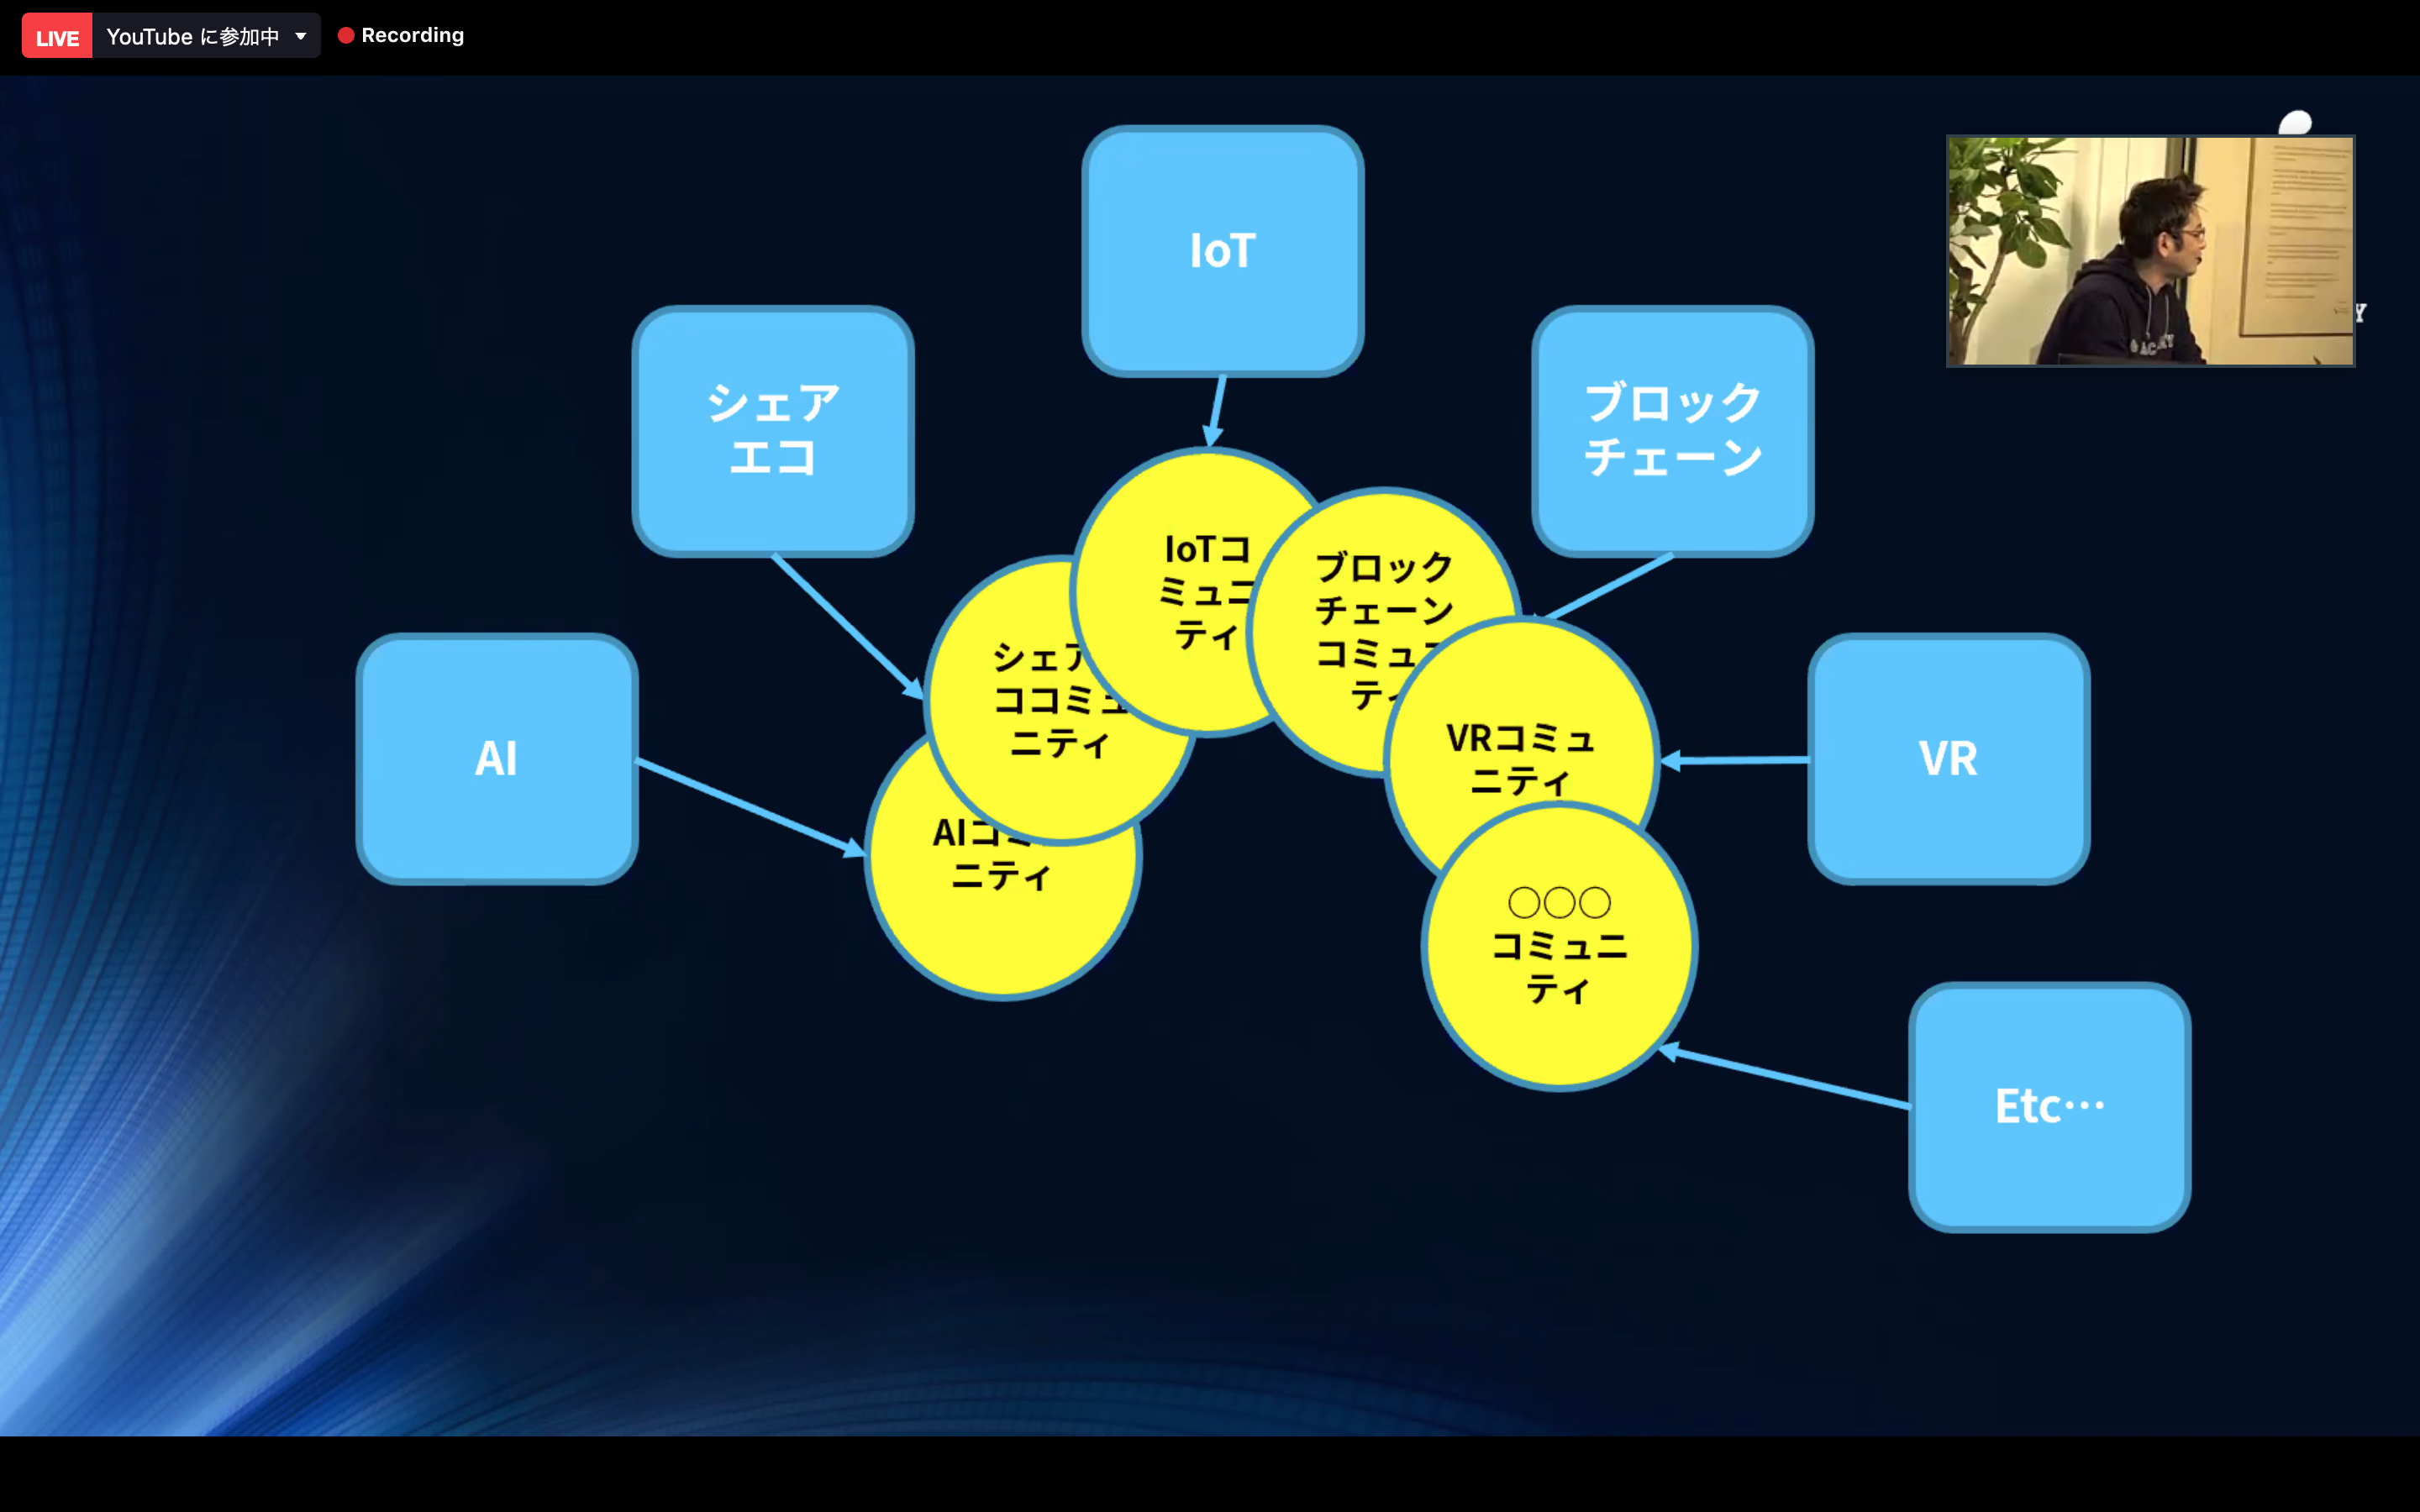 LIVE
YouTube に参加中
Recording
IoT
シェア
エコ
ブロック
チェーン
IoTコ
ミュニ
ティ
ブロック
チェーン
コミュ
ティ
シェア
ココミュ
ニティ
AI
VRコミュ
ニティ
VR
AIコミ
ニティ
○○○
コミュニ
ティ
Etc…
Y